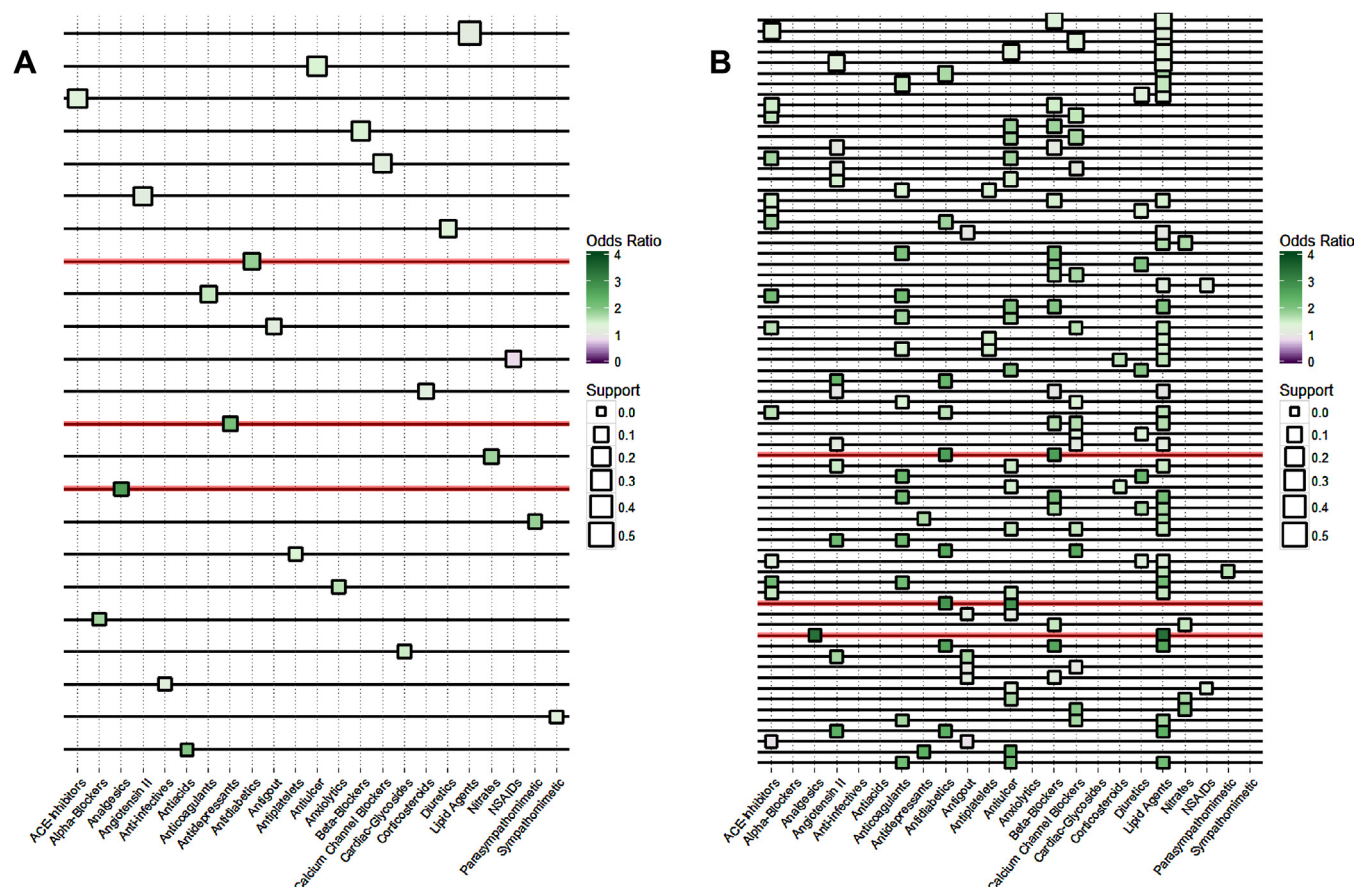 A
Odds Ratio
4
3
2
1
0
Support
0.0
0.1
0.2
0.3
0.4
0.5
ACE-Inhibitors
Alpha-Blockers
Analgesics
Angiotensin II
Anti-infectives
Antiacids
Anticoagulants
Antidepressants
Antidiabetics
Antigout
Antiplatelets
Antiulcer
Anxiolytics
Beta-Blockers
Calcium Channel Blockers
Cardiac-Glycosides
Corticosteroids
Diuretics
Lipid Agents
Nitrates
NSAIDs
Parasympathomimetic
Sympathomimetic
B
Odds Ratio
4
3
2
1
0
Support
0.0
0.1
0.2
0.3
0.4
0.5
ACE-Inhibitors
Alpha-Blockers
Analgesics
Angiotensin II
Anti-infectives
Antiacids
Anticoagulants
Antidepressants
Antidiabetics
Antigout
Antiplatelets
Antiulcer
Anxiolytics
Beta-Blockers
Calcium Channel Blockers
Cardiac-Glycosides
Corticosteroids
Diuretics
Lipid Agents
Nitrates
NSAIDs
Parasympathomimetic
Sympathomimetic